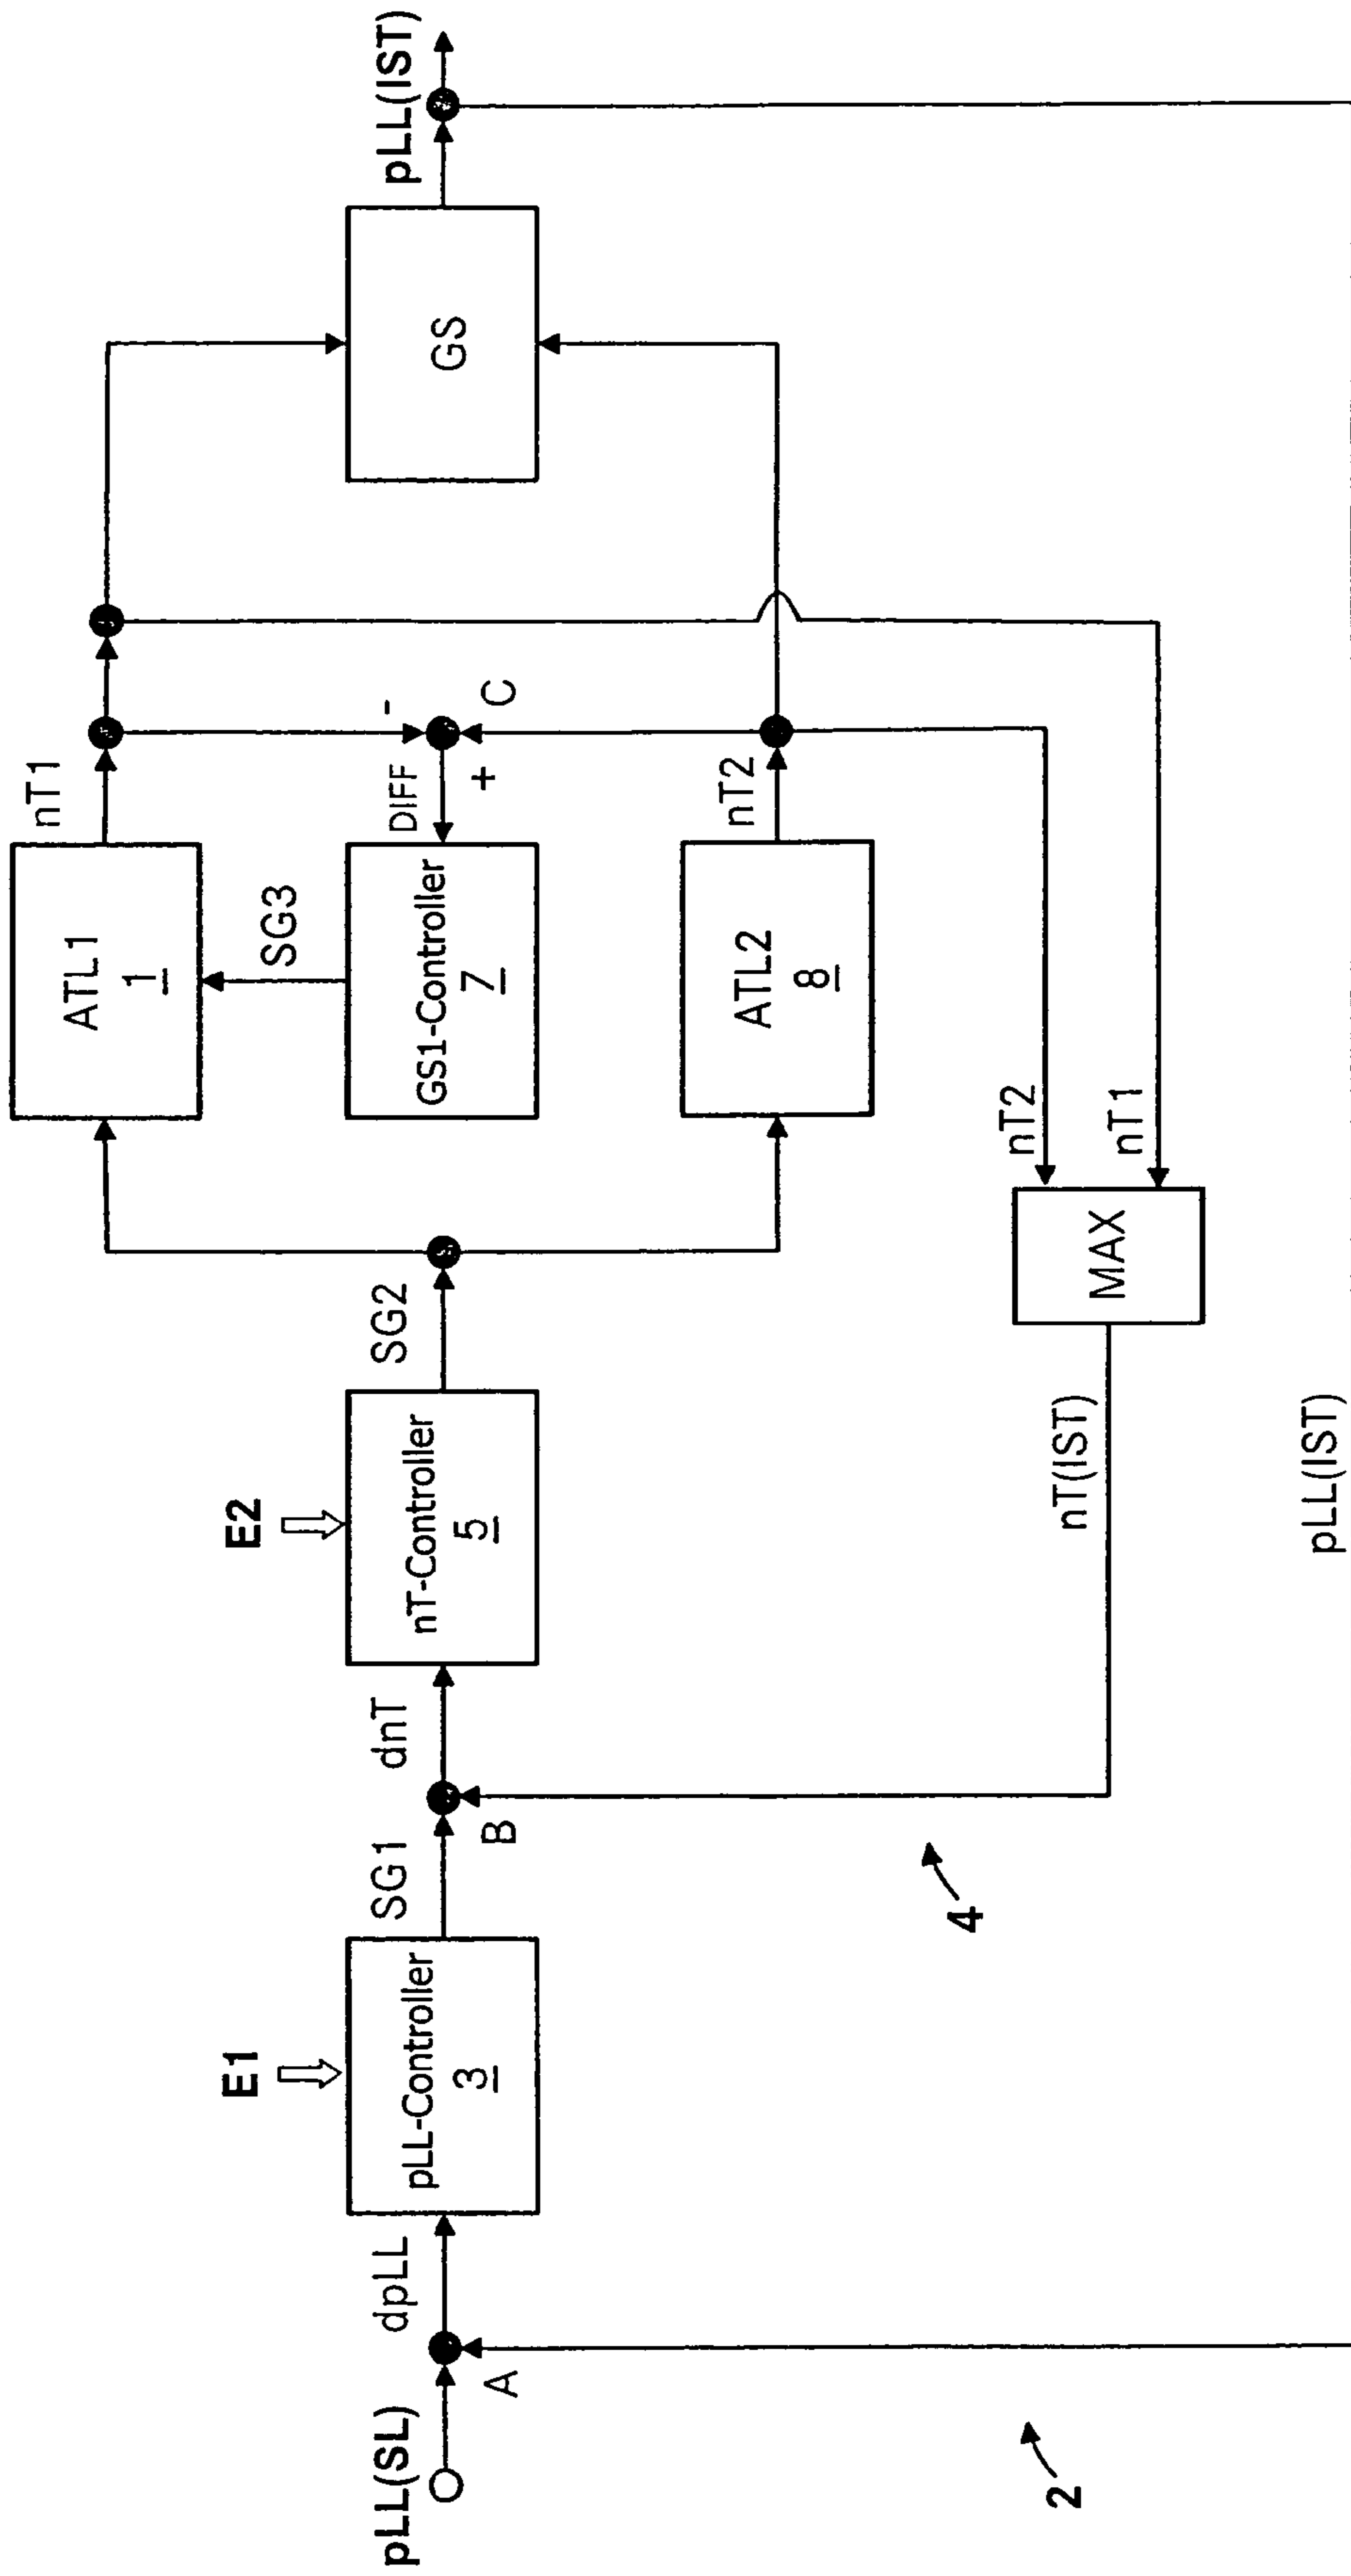 pLL(SL)
A
dpLL
E1
pLL-Controller
3
SG1
B
dnT
E2
nT-Controller
5
SG2
ATL1
1
nT1
SG3
GS1-Controller
7
DIFF
-
+
C
ATL2
8
nT2
GS
pLL(IST)
nT2
nT1
MAX
nT(IST)
pLL(IST)
4
2